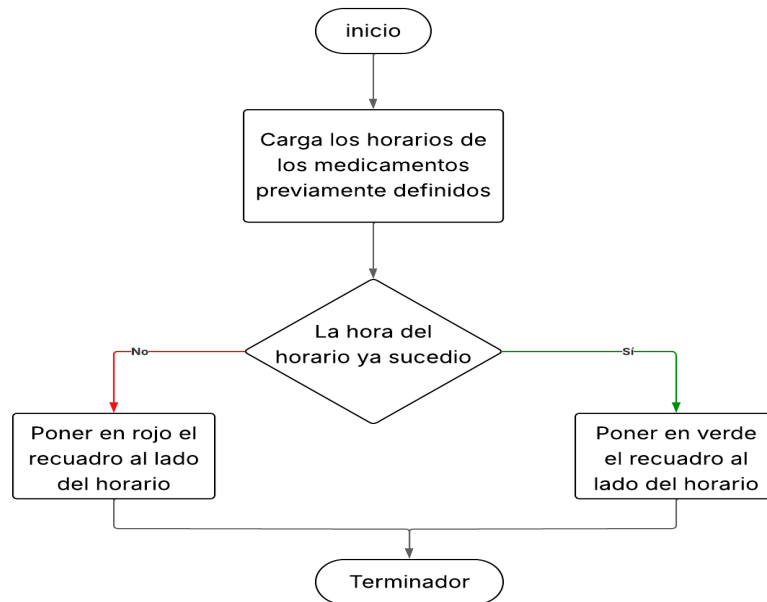 inicio
Carga los horarios de
los medicamentos
previamente definidos
La hora del
horario ya sucedio
No
Sí
Poner en rojo el
recuadro al lado
del horario
Poner en verde
el recuadro al
lado del horario
Terminador